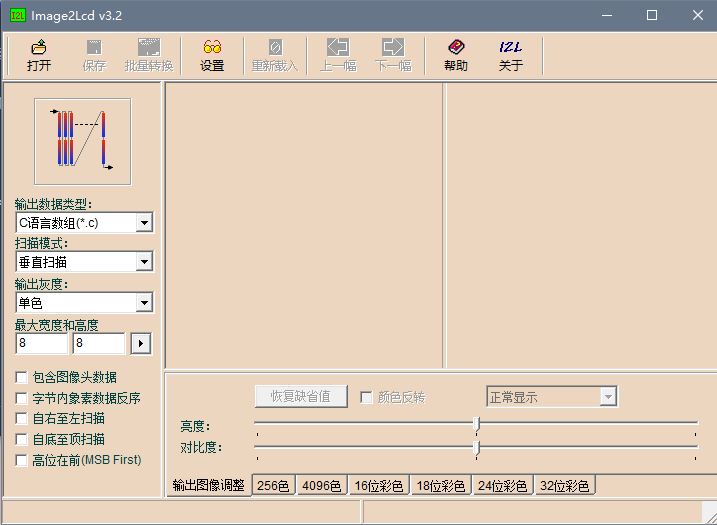 Image2Lcd v3.2
打开 保存 批量转换 设置 重新载入 上一幅 下一幅 帮助 关于
I2L
输出数据类型:
C语言数组(*.c)
扫描模式:
垂直扫描
输出灰度:
单色
最大宽度和高度
8 8
包含图像头数据
字节内象素数据反序
自右至左扫描
自底至顶扫描
高位在前(MSB First)
恢复缺省值 颜色反转 正常显示
亮度:
对比度:
输出图像调整 256色 4096色 16位彩色 18位彩色 24位彩色 32位彩色